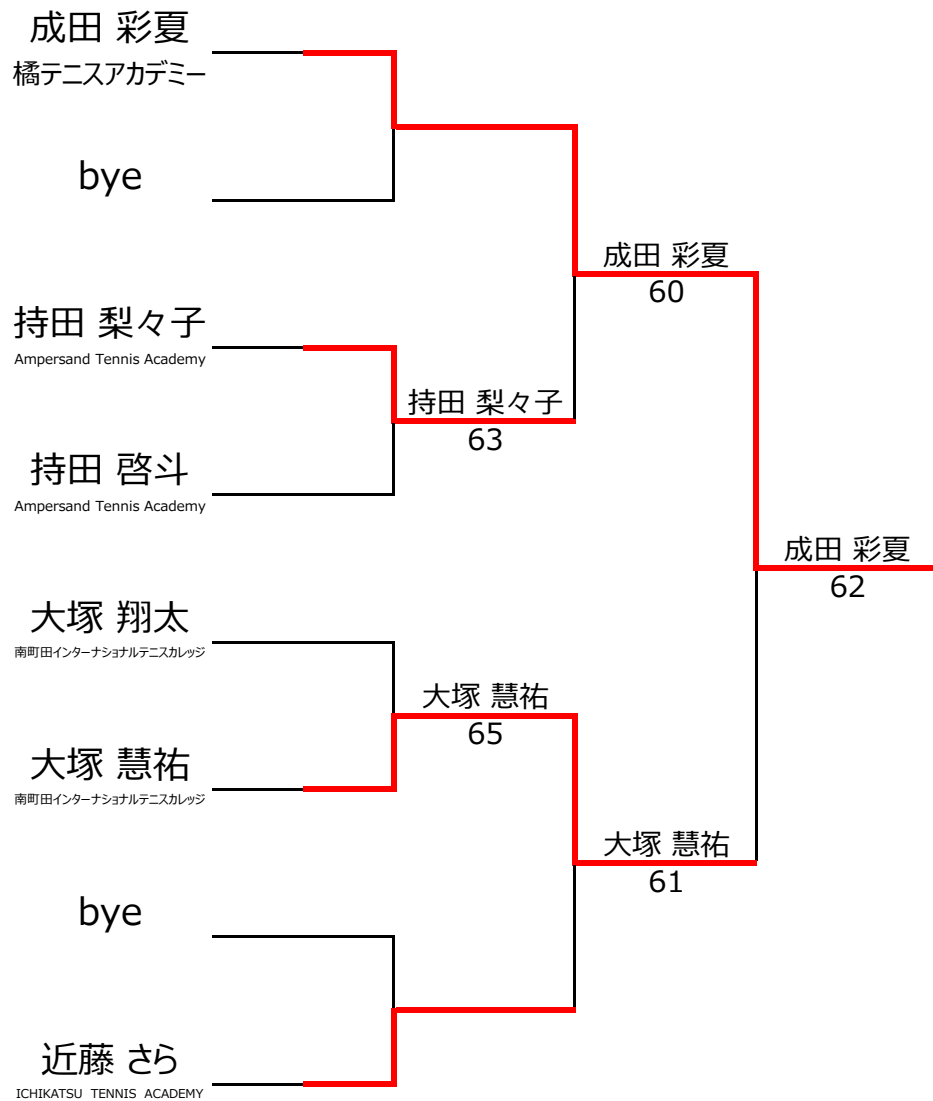 成田 彩夏
橘テニスアカデミー
bye
成田 彩夏
60
持田 梨々子
Ampersand Tennis Academy
持田 梨々子
63
持田 啓斗
Ampersand Tennis Academy
成田 彩夏
62
大塚 翔太
南町田インターナショナルテニスカレッジ
大塚 慧祐
65
大塚 慧祐
南町田インターナショナルテニスカレッジ
大塚 慧祐
61
bye
近藤 さら
ICHIKATSU TENNIS ACADEMY